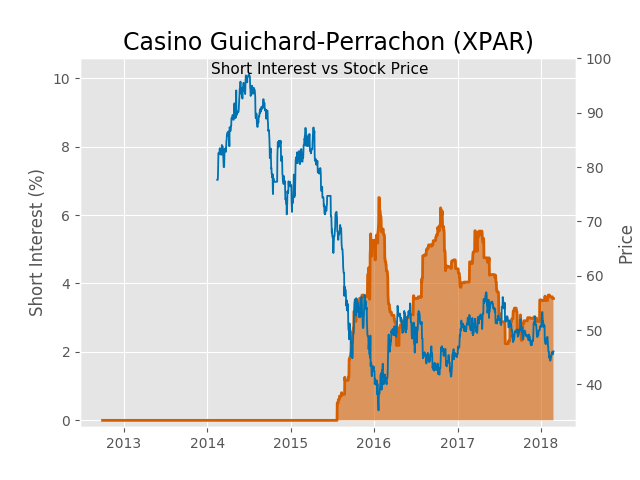 Casino Guichard-Perrachon (XPAR)
Short Interest vs Stock Price
Short Interest (%)
10
8
6
4
2
0
100
90
80
70
60
50
40
Price
2013 2014 2015 2016 2017 2018